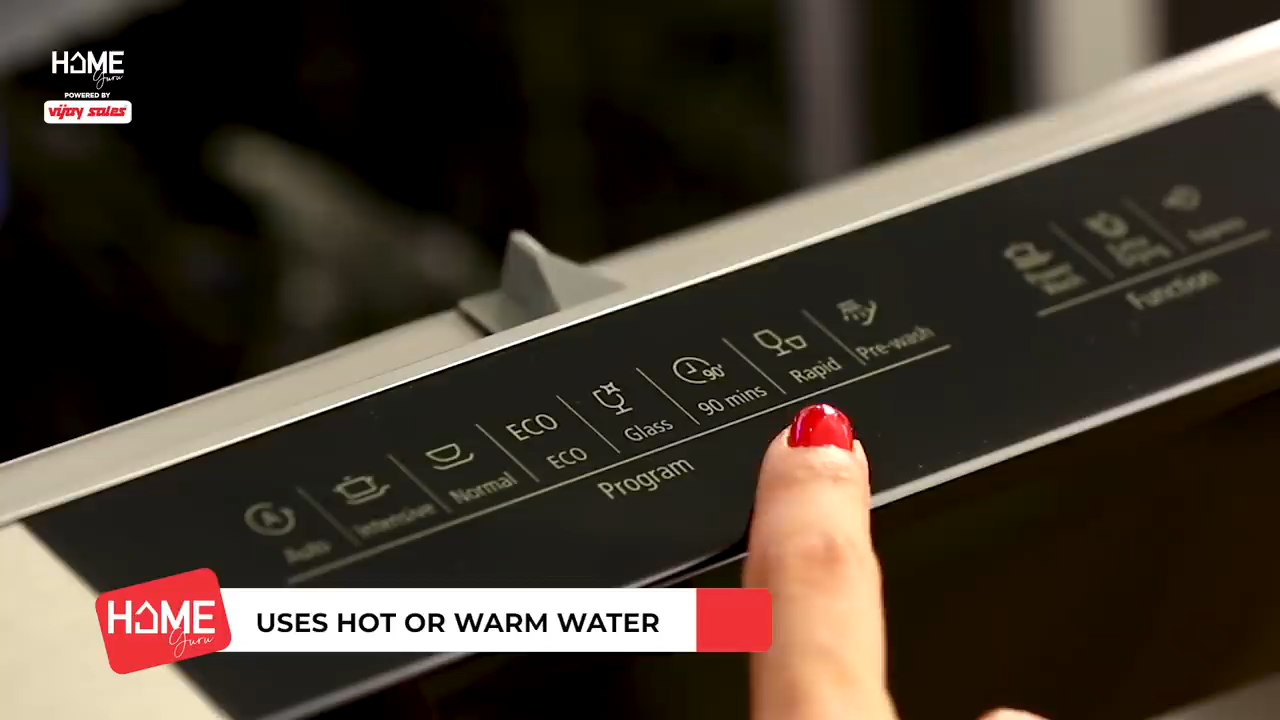 HOME
Guru
POWERED BY
vijay sales
Auto
Intensive
Normal
ECO
ECO
Glass
90'
90 mins
Rapid
Pre-wash
Program
Function
HOME
Guru
USES HOT OR WARM WATER